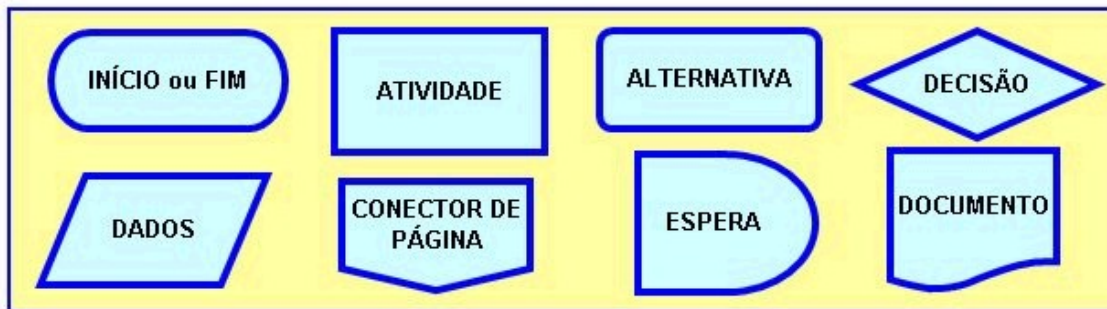 INÍCIO ou FIM
ATIVIDADE
ALTERNATIVA
DECISÃO
DADOS
CONECTOR DE
PÁGINA
ESPERA
DOCUMENTO